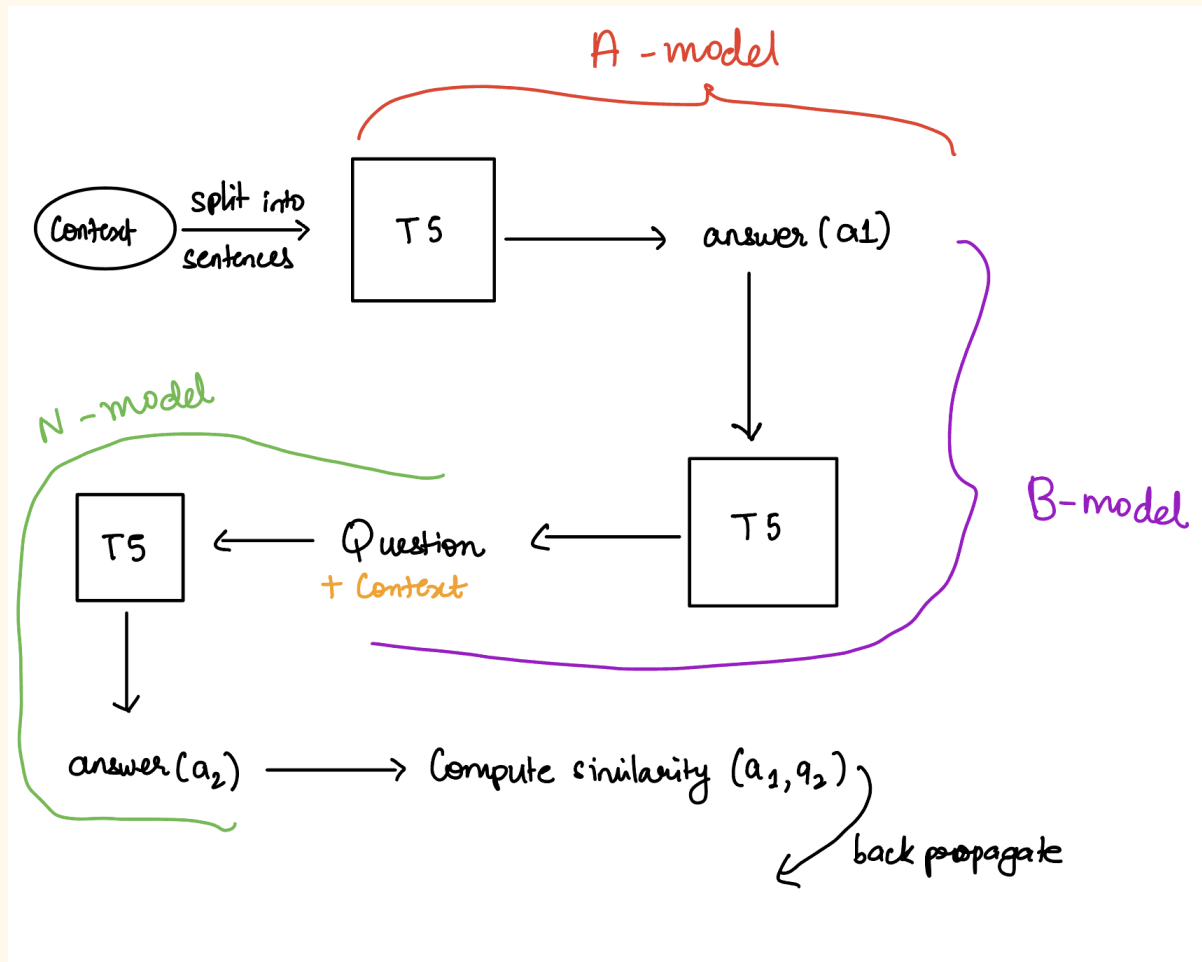 A - model
Context
split into
sentences
T5
answer (a1)
N - model
T5
Question
+ Context
T5
B-model
answer (a2)
Compute similarity (a1, a2)
back propagate